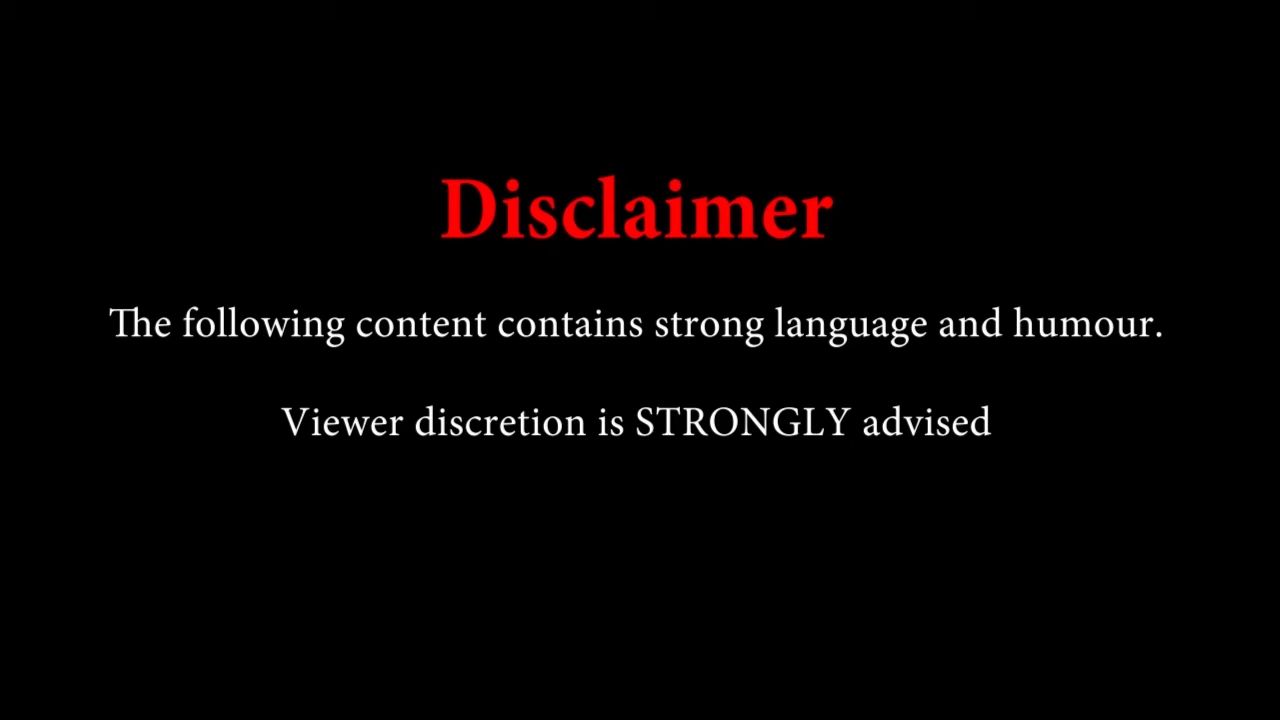 Disclaimer
The following content contains strong language and humour.
Viewer discretion is STRONGLY advised